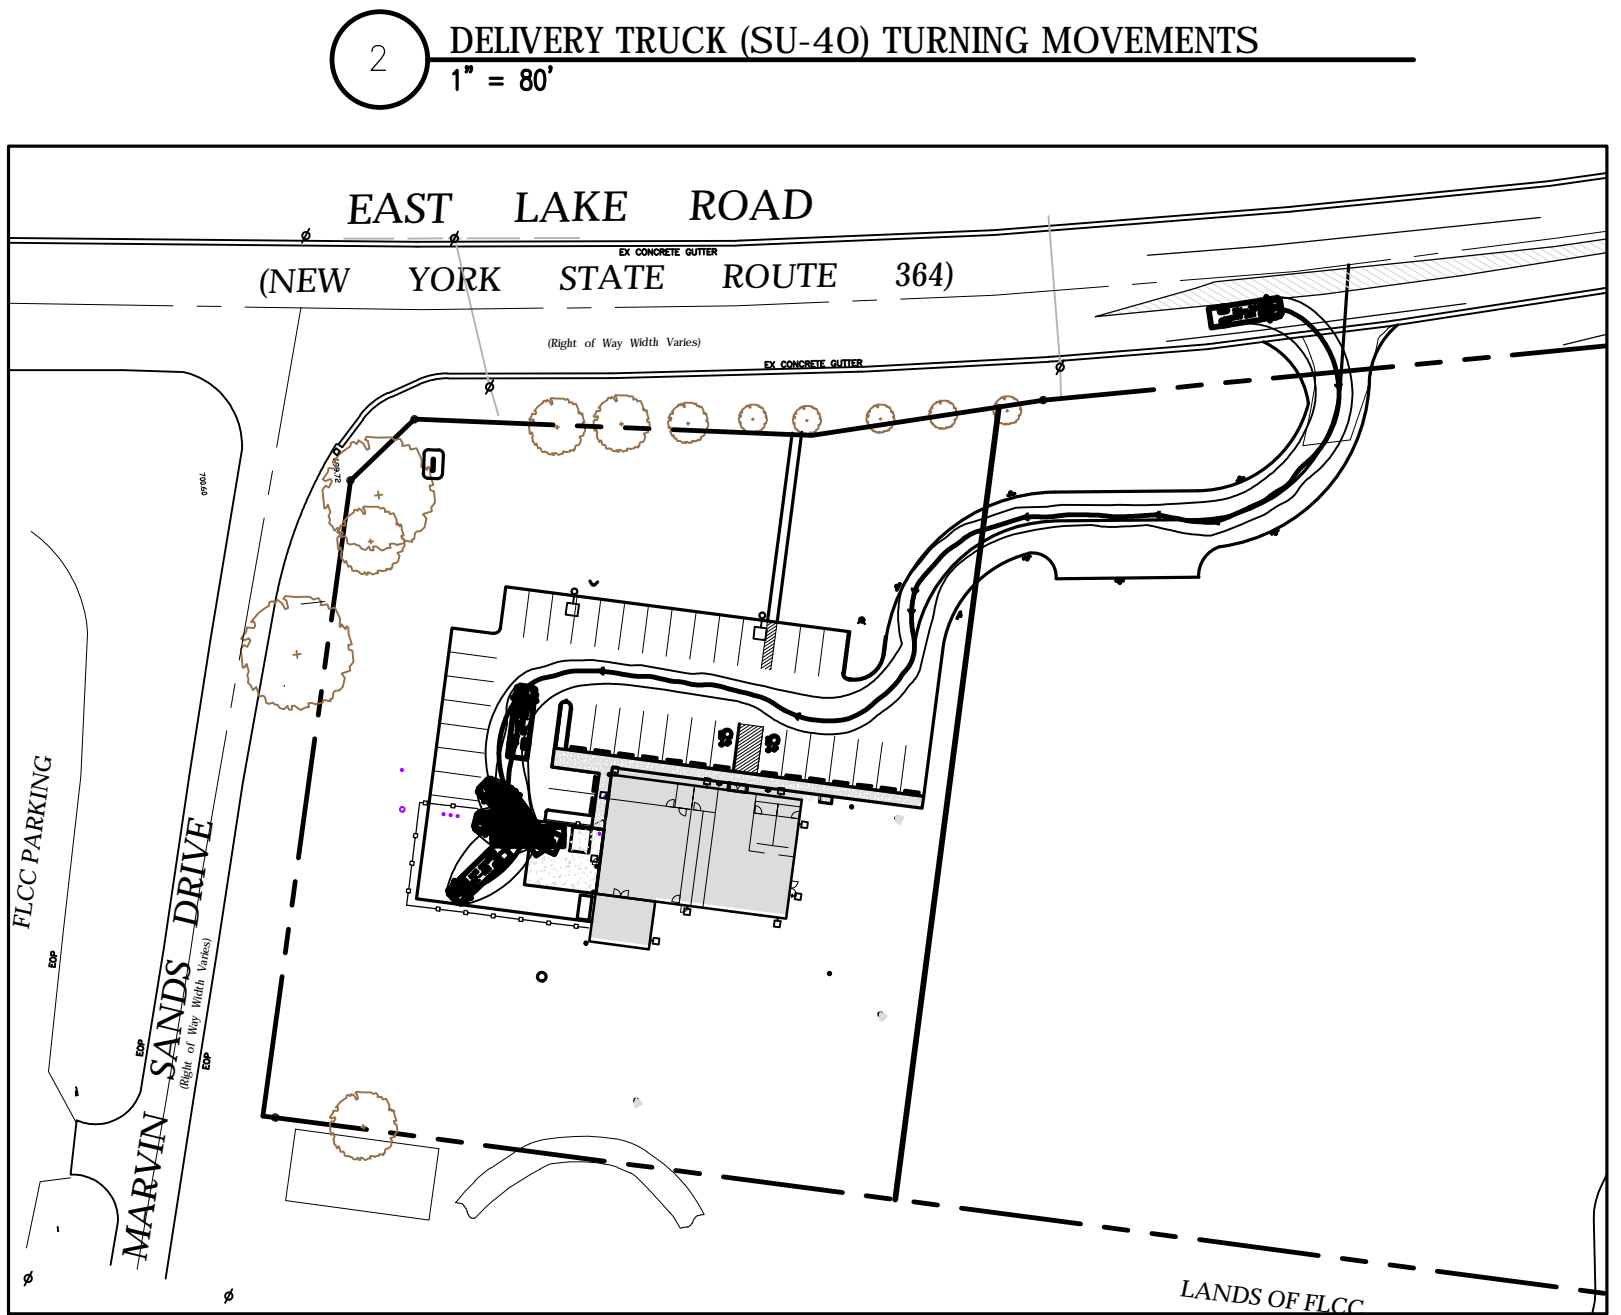 2
DELIVERY TRUCK (SU-40) TURNING MOVEMENTS
1" = 80'
EAST LAKE ROAD
EX CONCRETE GUTTER
(NEW YORK STATE ROUTE 364)
(Right of Way Width Varies)
EX CONCRETE GUTTER
700.60
FLCC PARKING
MARVIN SANDS DRIVE
(Right of Way Width Varies)
EOP
EOP
EOP
LANDS OF FLCC